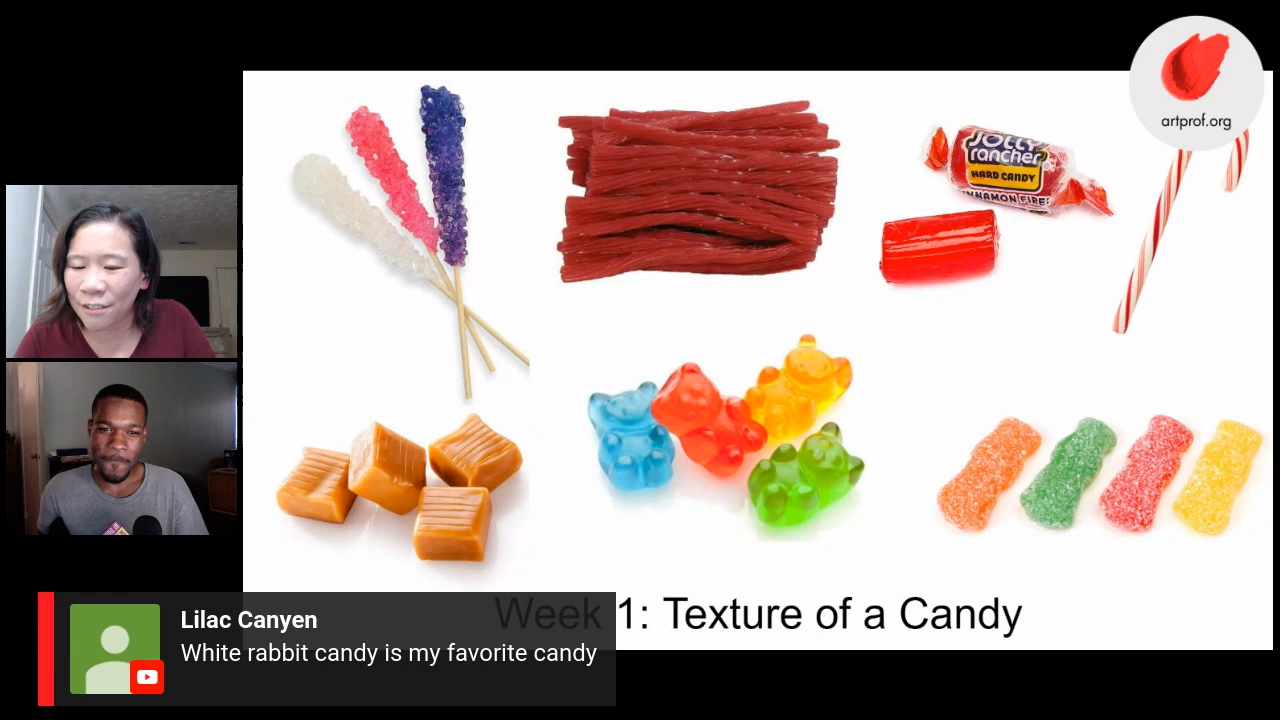 artprof.org
JOLLY
rancher
HARD CANDY
CINNAMON FIRE
Week 1: Texture of a Candy
Lilac Canyen
White rabbit candy is my favorite candy